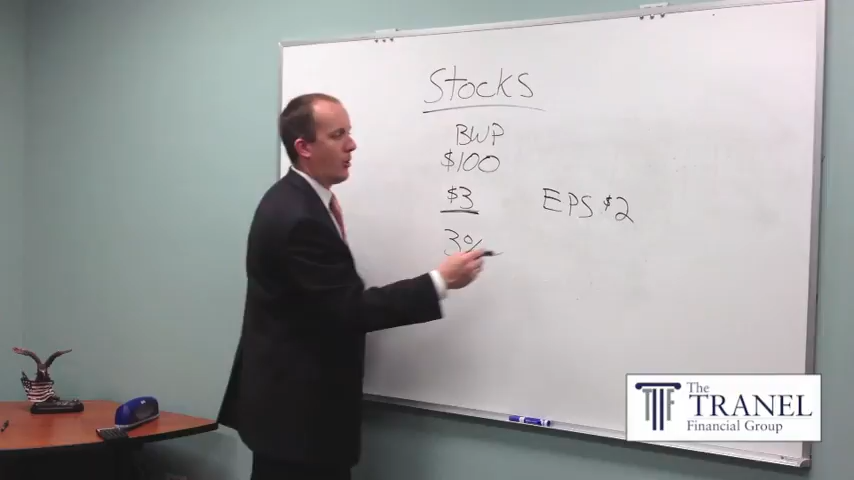 Stocks
BWP
$100
$3
EPS $2
3%
The
TRANEL
Financial Group